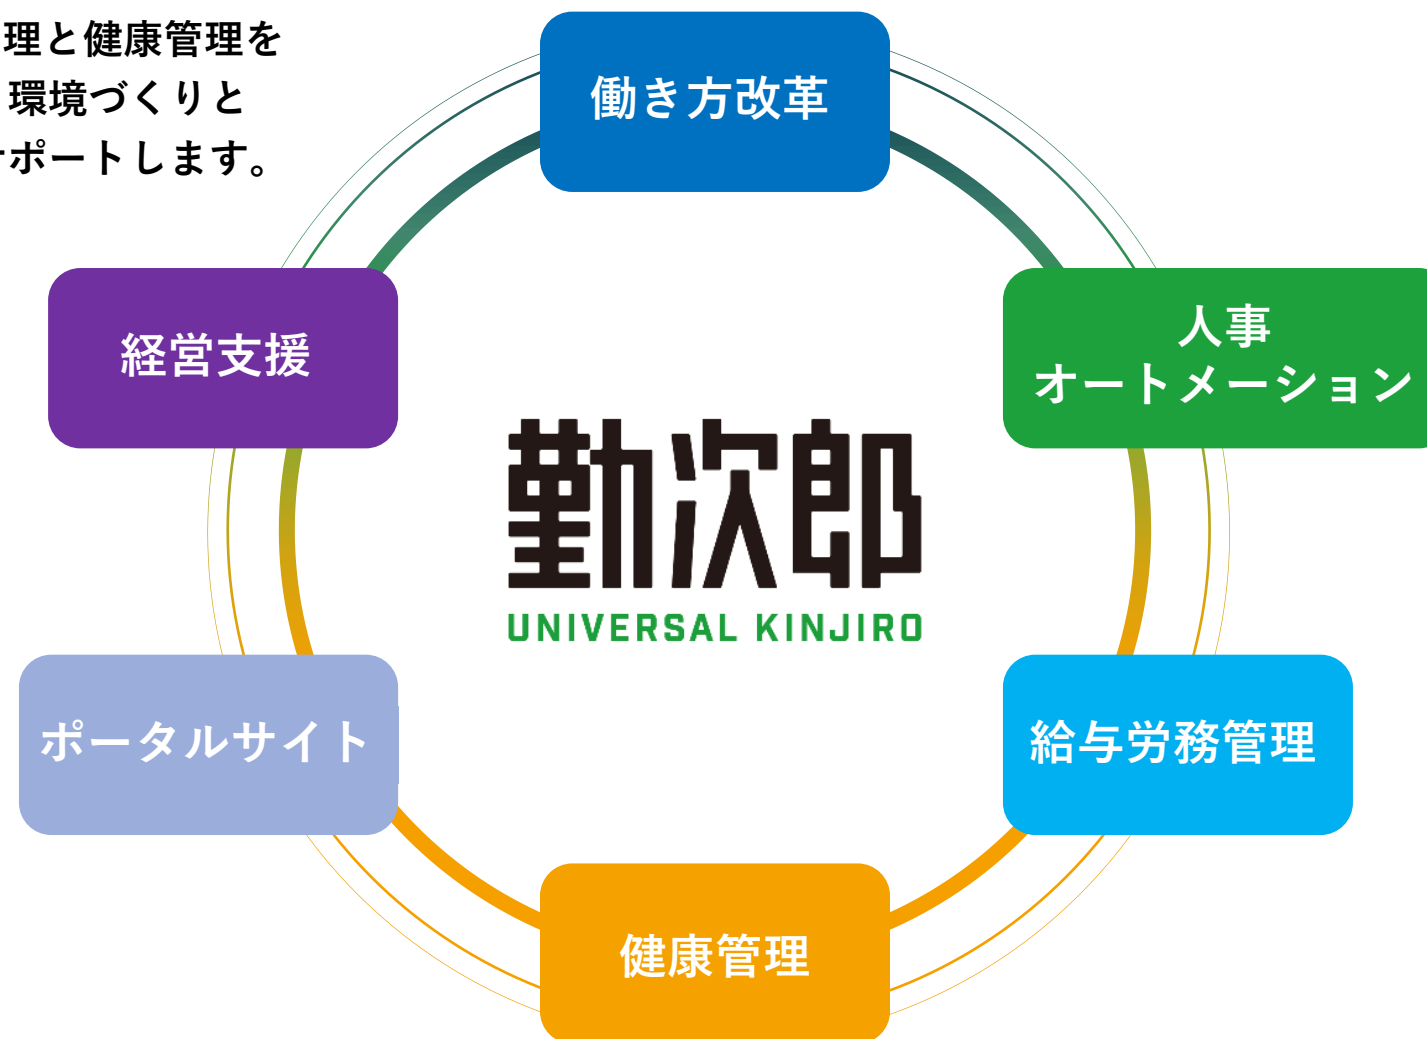 理と健康管理を
環境づくりと
サポートします。
働き方改革
経営支援
人事
オートメーション
勤次郎
UNIVERSAL KINJIRO
ポータルサイト
給与労務管理
健康管理